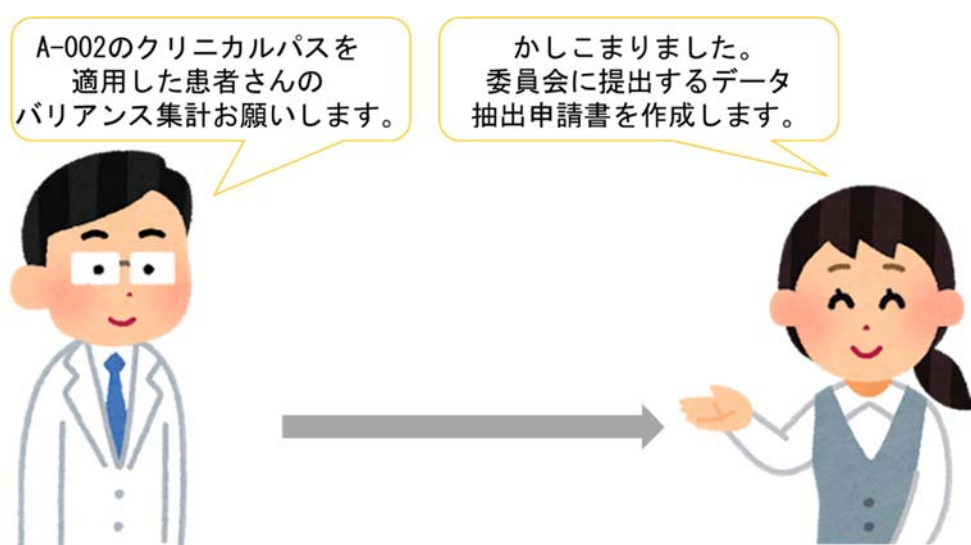 A-002のクリニカルパスを
適用した患者さんの
バリアンス集計お願いします。
かしこまりました。
委員会に提出するデータ
抽出申請書を作成します。